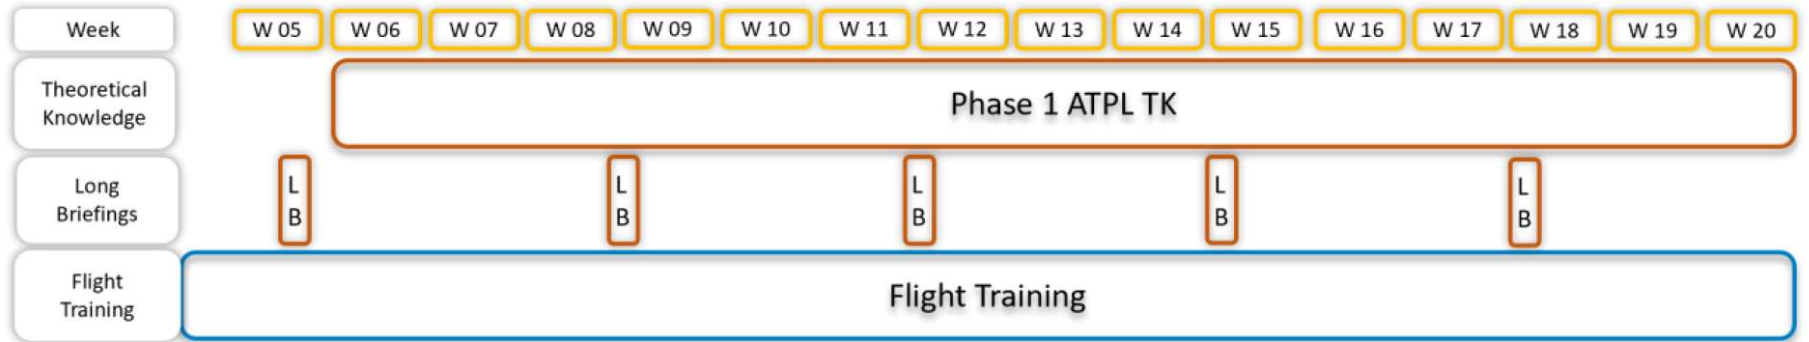 Week
W 05
W 06
W 07
W 08
W 09
W 10
W 11
W 12
W 13
W 14
W 15
W 16
W 17
W 18
W 19
W 20
Theoretical
Knowledge
Phase 1 ATPL TK
Long
Briefings
L
B
L
B
L
B
L
B
L
B
Flight
Training
Flight Training